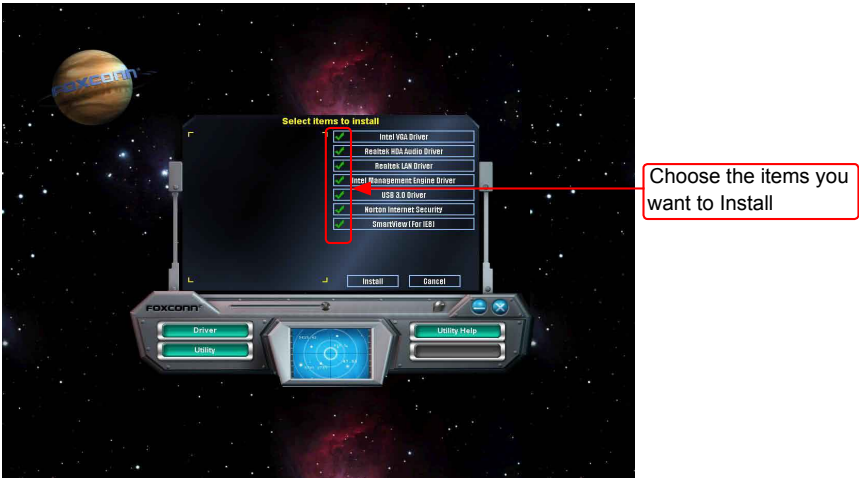 FOXCONN
Select items to install
Intel VGA Driver
Realtek HDA Audio Driver
Realtek LAN Driver
Intel Management Engine Driver
USB 3.0 Driver
Norton Internet Security
SmartView (For IE8)
Install
Cancel
Choose the items you
want to Install
FOXCONN
Driver
Utility
Utility Help